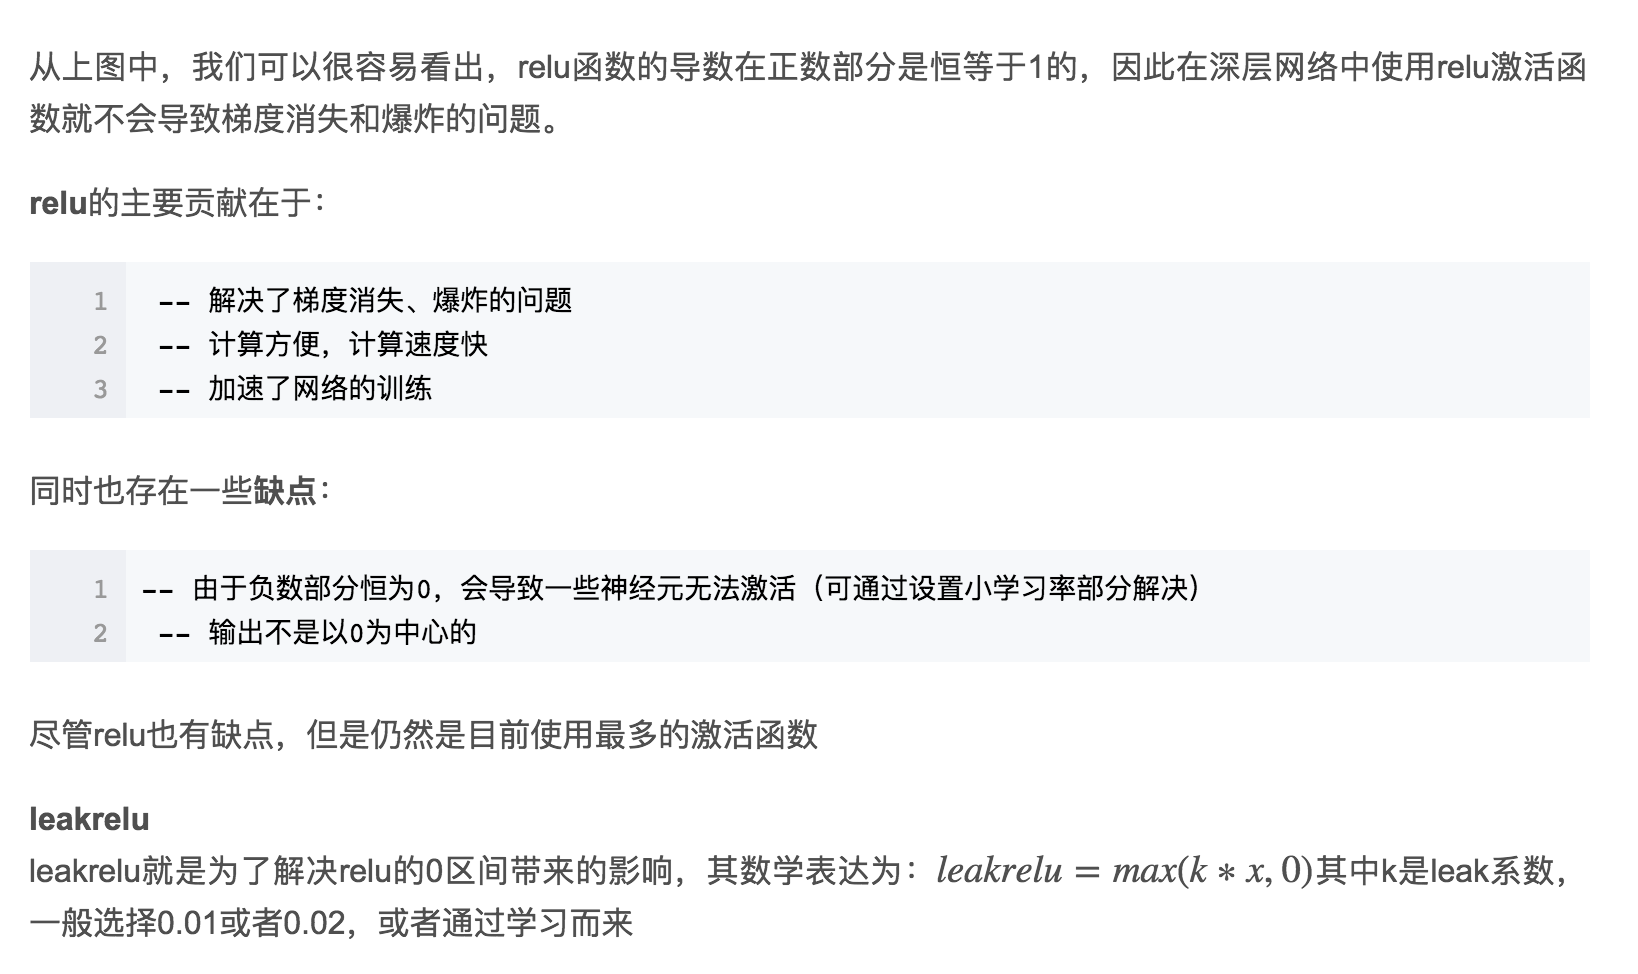 从上图中，我们可以很容易看出，relu函数的导数在正数部分是恒等于1的，因此在深层网络中使用relu激活函
数就不会导致梯度消失和爆炸的问题。
relu的主要贡献在于：
1 -- 解决了梯度消失、爆炸的问题
2 -- 计算方便，计算速度快
3 -- 加速了网络的训练
同时也存在一些缺点：
1 -- 由于负数部分恒为0，会导致一些神经元无法激活（可通过设置小学习率部分解决）
2 -- 输出不是以0为中心的
尽管relu也有缺点，但是仍然是目前使用最多的激活函数
leakrelu
leakrelu就是为了解决relu的0区间带来的影响，其数学表达为：leakrelu = max(k * x, 0)其中k是leak系数，
一般选择0.01或者0.02，或者通过学习而来